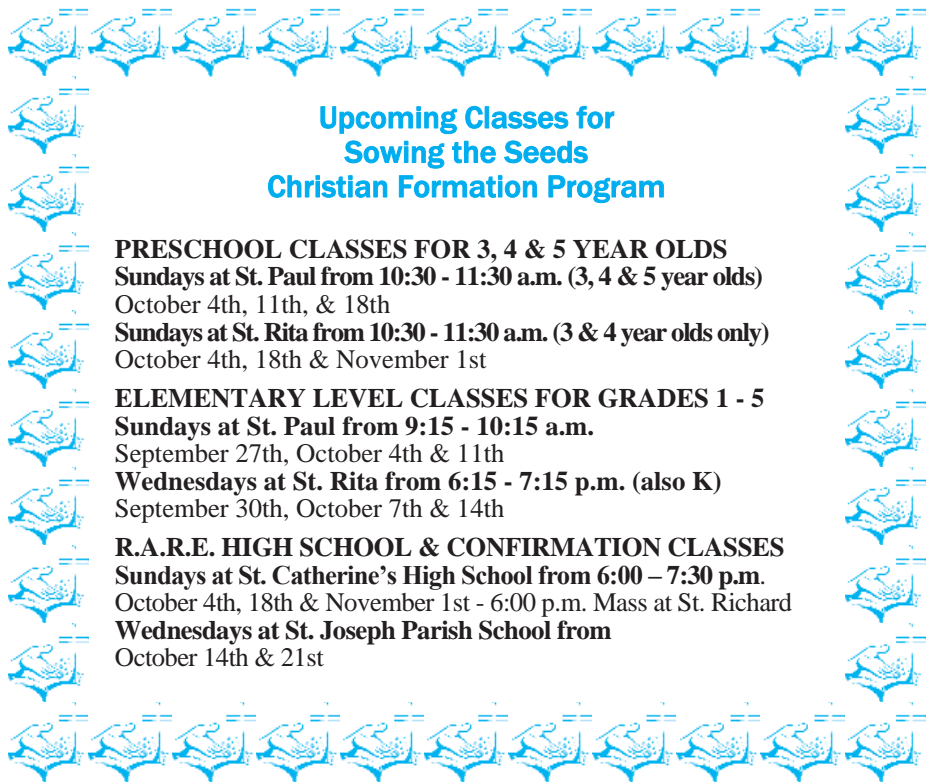 Upcoming Classes for
Sowing the Seeds
Christian Formation Program
PRESCHOOL CLASSES FOR 3, 4 & 5 YEAR OLDS
Sundays at St. Paul from 10:30 - 11:30 a.m. (3, 4 & 5 year olds)
October 4th, 11th, & 18th
Sundays at St. Rita from 10:30 - 11:30 a.m. (3 & 4 year olds only)
October 4th, 18th & November 1st
ELEMENTARY LEVEL CLASSES FOR GRADES 1 - 5
Sundays at St. Paul from 9:15 - 10:15 a.m.
September 27th, October 4th & 11th
Wednesdays at St. Rita from 6:15 - 7:15 p.m. (also K)
September 30th, October 7th & 14th
R.A.R.E. HIGH SCHOOL & CONFIRMATION CLASSES
Sundays at St. Catherine’s High School from 6:00 – 7:30 p.m.
October 4th, 18th & November 1st - 6:00 p.m. Mass at St. Richard
Wednesdays at St. Joseph Parish School from
October 14th & 21st